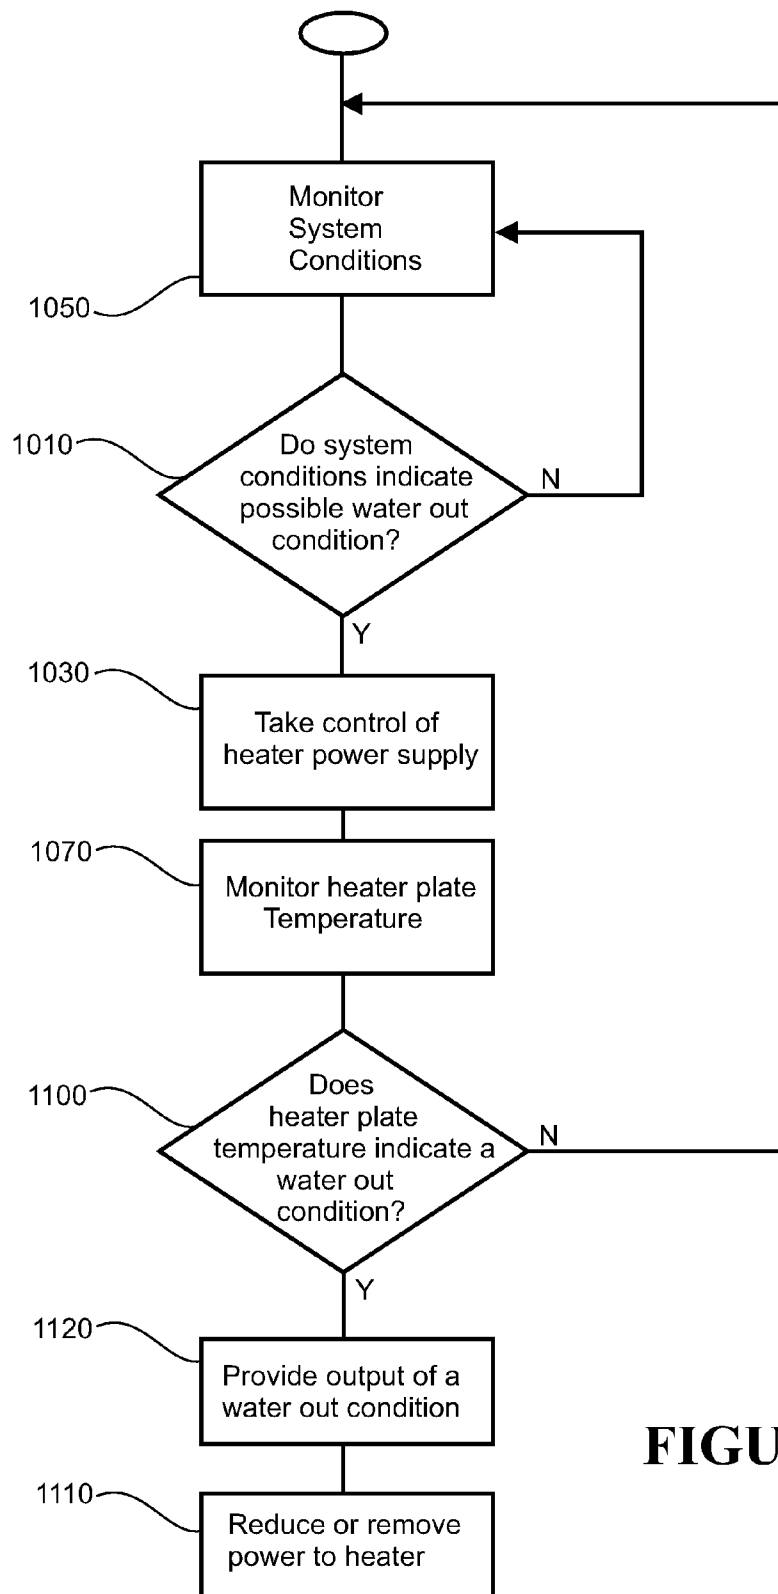 Monitor
System
Conditions
1050
1010
Do system
conditions indicate
possible water out
condition?
N
Y
1030
Take control of
heater power supply
1070
Monitor heater plate
Temperature
1100
Does
heater plate
temperature indicate a
water out
condition?
N
Y
1120
Provide output of a
water out condition
FIGU
1110
Reduce or remove
power to heater